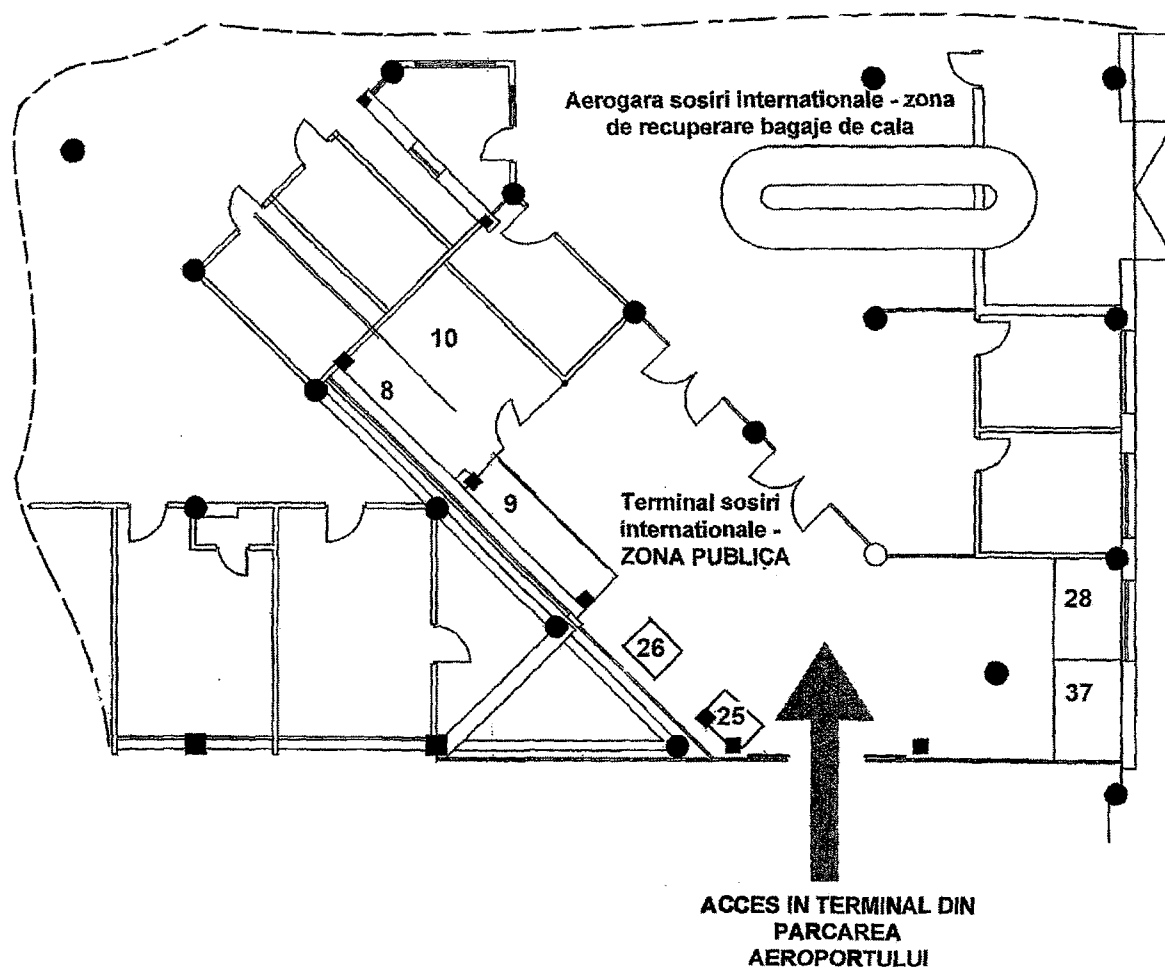 Aerogara sosiri internationale - zona
de recuperare bagaje de cala
10
8
9
Terminal sosiri
internationale -
ZONA PUBLICA
28
26
37
25
ACCES IN TERMINAL DIN
PARCAREA
AEROPORTULUI